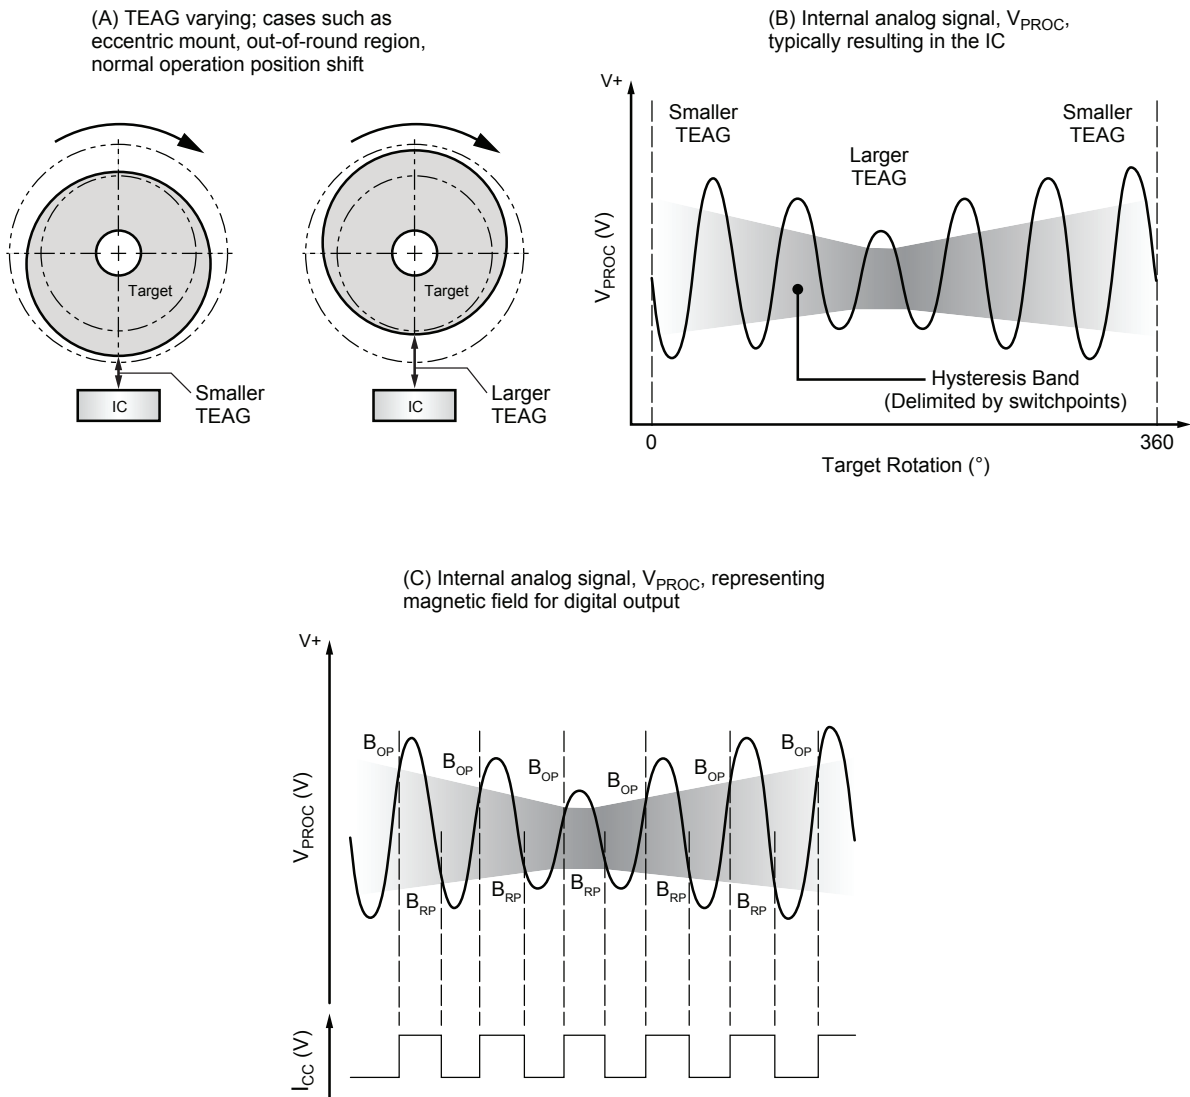 (A) TEAG varying; cases such as
eccentric mount, out-of-round region,
normal operation position shift
Target
Target
IC
Smaller
TEAG
IC
Larger
TEAG
(B) Internal analog signal, VPROC,
typically resulting in the IC
V+
Smaller
TEAG
Larger
TEAG
Smaller
TEAG
VPROC (V)
Hysteresis Band
(Delimited by switchpoints)
0
360
Target Rotation (°)
(C) Internal analog signal, VPROC, representing
magnetic field for digital output
V+
VPROC (V)
BOP
BOP
BOP
BOP
BOP
BOP
BRP
BRP
BRP
BRP
BRP
ICC (V)